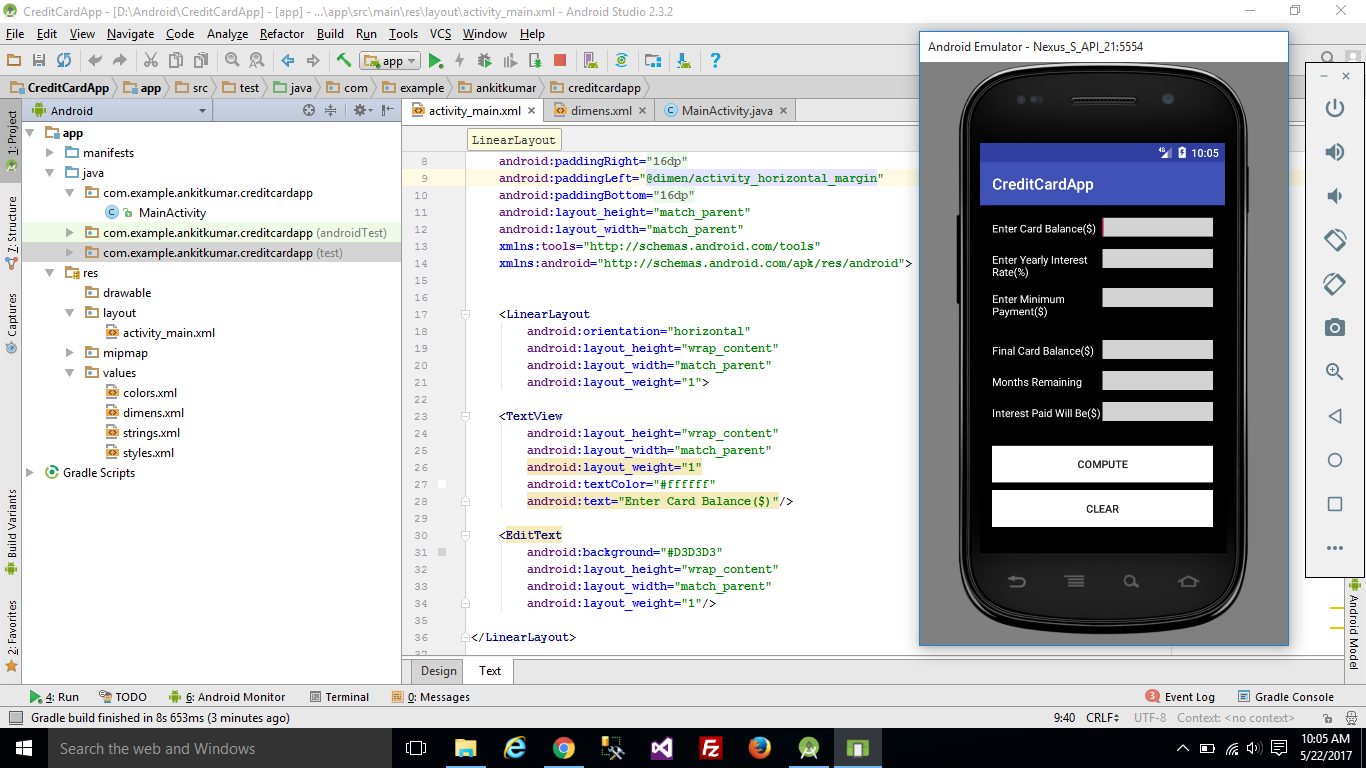 CreditCardApp - [D:\Android\CreditCardApp] - [app] - ...\app\src\main\res\layout\activity_main.xml - Android Studio 2.3.2
File Edit View Navigate Code Analyze Refactor Build Run Tools VCS Window Help
app
CreditCardApp app src test java com example ankitkumar creditcardapp
Android
activity_main.xml dimens.xml MainActivity.java
1: Project
7: Structure
Captures
Build Variants
2: Favorites
app
manifests
java
com.example.ankitkumar.creditcardapp
C MainActivity
com.example.ankitkumar.creditcardapp (androidTest)
com.example.ankitkumar.creditcardapp (test)
res
drawable
layout
activity_main.xml
mipmap
values
colors.xml
dimens.xml
strings.xml
styles.xml
Gradle Scripts
LinearLayout
8 android:paddingRight="16dp"
9 android:paddingLeft="@dimen/activity_horizontal_margin"
10 android:paddingBottom="16dp"
11 android:layout_height="match_parent"
12 android:layout_width="match_parent"
13 xmlns:tools="http://schemas.android.com/tools"
14 xmlns:android="http://schemas.android.com/apk/res/android">
15
16
17 <LinearLayout
18 android:orientation="horizontal"
19 android:layout_height="wrap_content"
20 android:layout_width="match_parent"
21 android:layout_weight="1">
22
23 <TextView
24 android:layout_height="wrap_content"
25 android:layout_width="match_parent"
26 android:layout_weight="1"
27 android:textColor="#ffffff"
28 android:text="Enter Card Balance($)"/>
29
30 <EditText
31 android:background="#D3D3D3"
32 android:layout_height="wrap_content"
33 android:layout_width="match_parent"
34 android:layout_weight="1"/>
35
36 </LinearLayout>
37
Design Text
Android Emulator - Nexus_S_API_21:5554
4G 10:05
CreditCardApp
Enter Card Balance($)
Enter Yearly Interest
Rate(%)
Enter Minimum
Payment($)
Final Card Balance($)
Months Remaining
Interest Paid Will Be($)
COMPUTE
CLEAR
Android Model
4: Run TODO 6: Android Monitor Terminal 0: Messages 3 Event Log Gradle Console
Gradle build finished in 8s 653ms (3 minutes ago) 9:40 CRLF UTF-8 Context: <no context>
Search the web and Windows
10:05 AM
5/22/2017